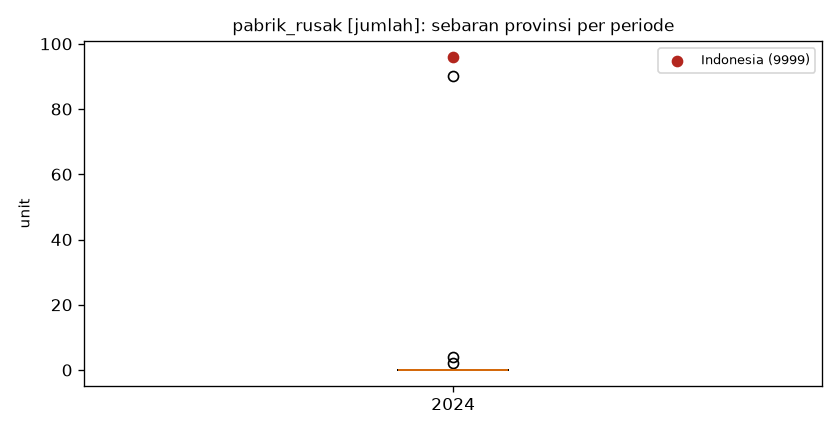 pabrik_rusak [jumlah]: sebaran provinsi per periode
Indonesia (9999)
unit
100
80
60
40
20
0
2024